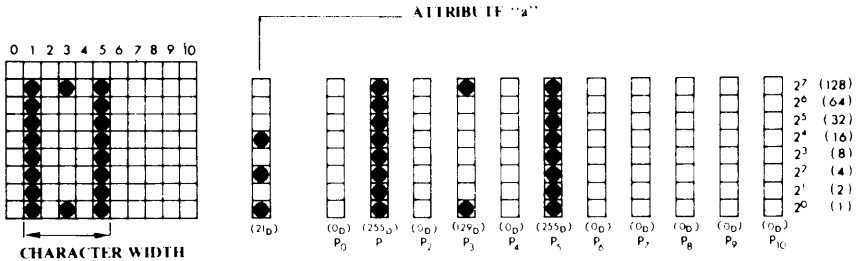 ATTRIBUTE "a"
0 1 2 3 4 5 6 7 8 9 10
2⁷ (128)
2⁶ (64)
2⁵ (32)
2⁴ (16)
2³ (8)
2² (4)
2¹ (2)
2⁰ (1)
(21D) (0D) (255D) (0D) (129D) (0D) (255D) (0D) (0D) (0D) (0D) (0D)
P0 P P2 P3 P4 P5 P6 P7 P8 P9 P10
CHARACTER WIDTH